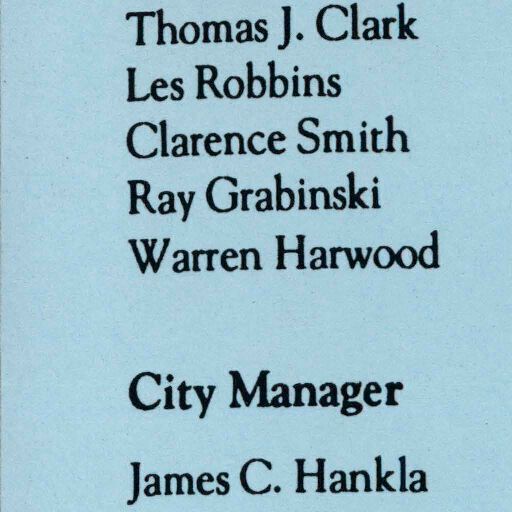 Thomas J. Clark
Les Robbins
Clarence Smith
Ray Grabinski
Warren Harwood
City Manager
James C. Hankla